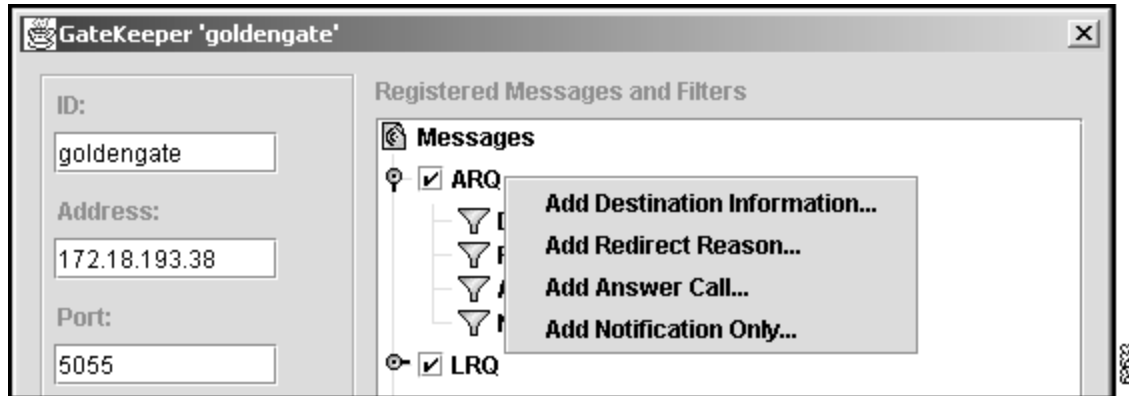 GateKeeper 'goldengate'
ID:
goldengate
Address:
172.18.193.38
Port:
5055
Registered Messages and Filters
Messages
ARQ
Add Destination Information...
Add Redirect Reason...
Add Answer Call...
Add Notification Only...
LRQ